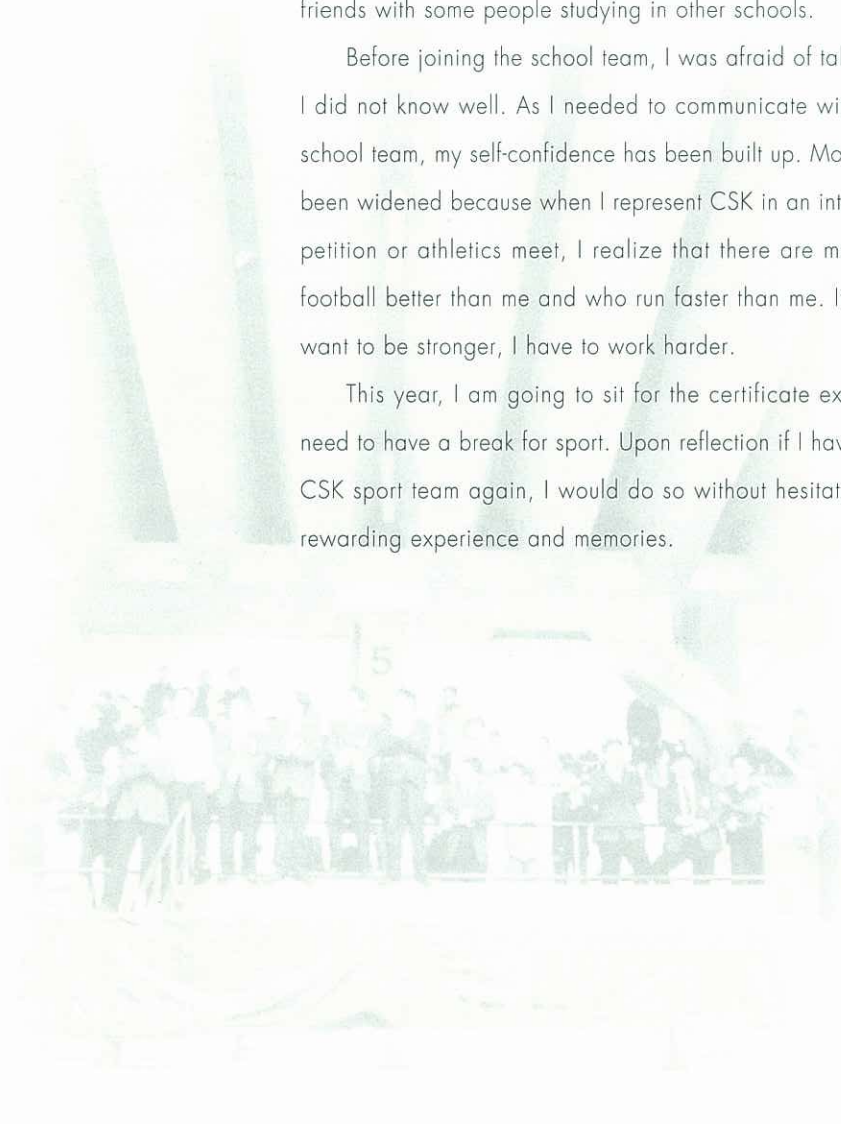 friends with some people studying in other schools.
Before joining the school team, I was afraid of tal
I did not know well. As I needed to communicate wi
school team, my self-confidence has been built up. Mo
been widened because when I represent CSK in an int
petition or athletics meet, I realize that there are m
football better than me and who run faster than me. I
want to be stronger, I have to work harder.
This year, I am going to sit for the certificate ex
need to have a break for sport. Upon reflection if I hav
CSK sport team again, I would do so without hesitat
rewarding experience and memories.
5